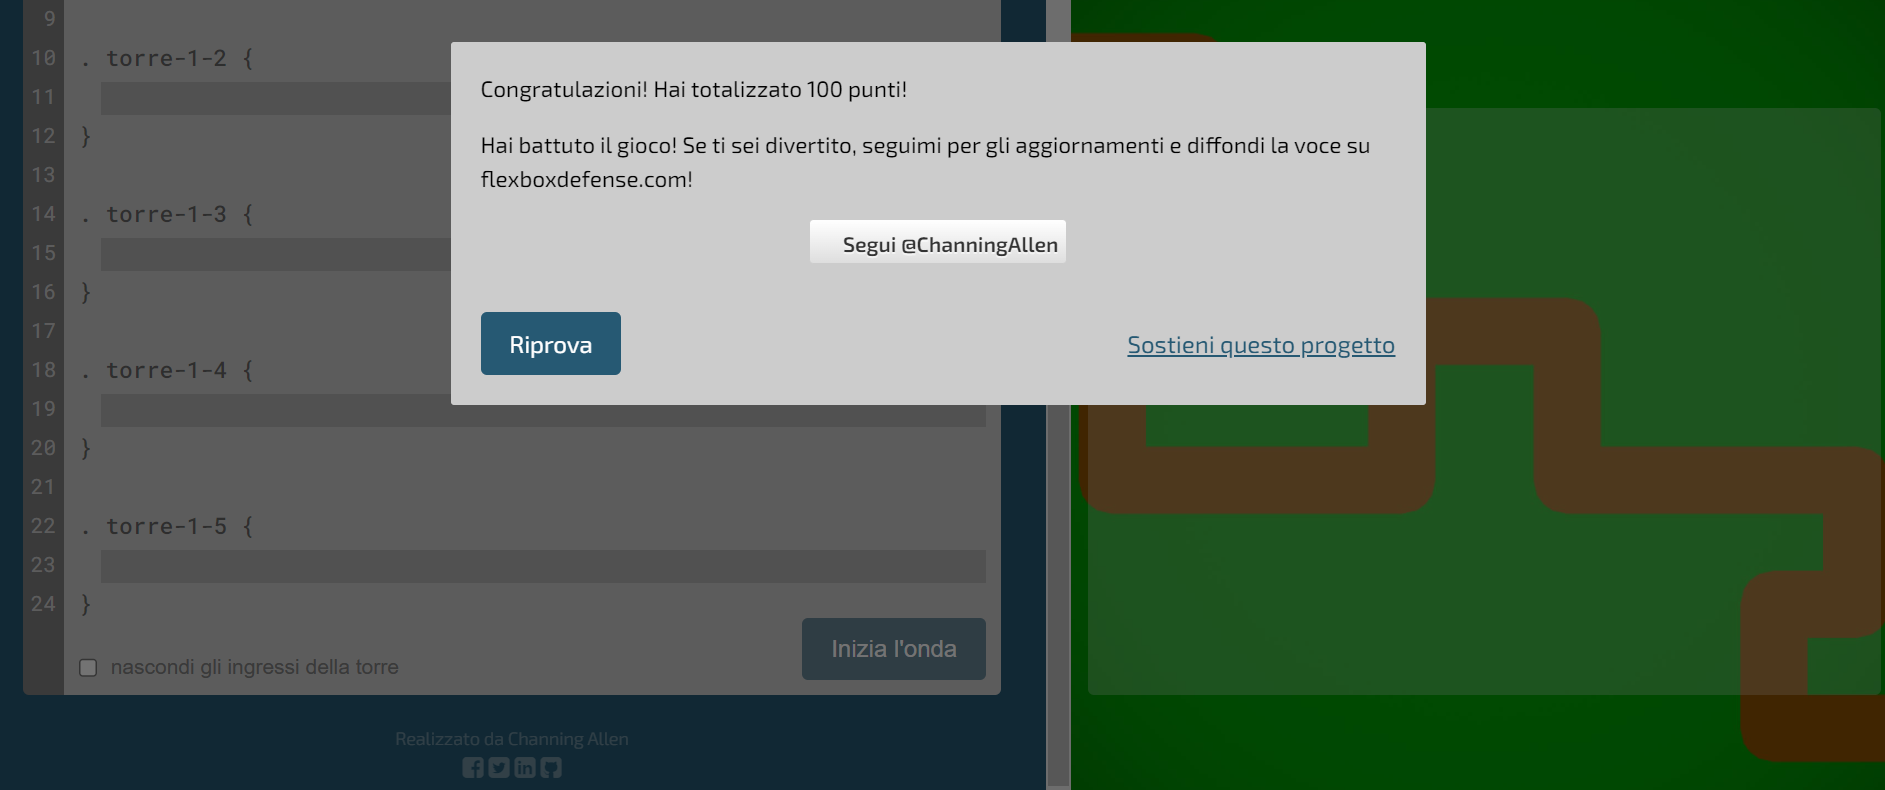 9
10 . torre-1-2 {
11
12 }
13
14 . torre-1-3 {
15
16 }
17
18 . torre-1-4 {
19
20 }
21
22 . torre-1-5 {
23
24 }
nascondi gli ingressi della torre
Inizia l'onda
Realizzato da Channing Allen
Congratulazioni! Hai totalizzato 100 punti!
Hai battuto il gioco! Se ti sei divertito, seguimi per gli aggiornamenti e diffondi la voce su
flexboxdefense.com!
Segui @ChanningAllen
Riprova
Sostieni questo progetto